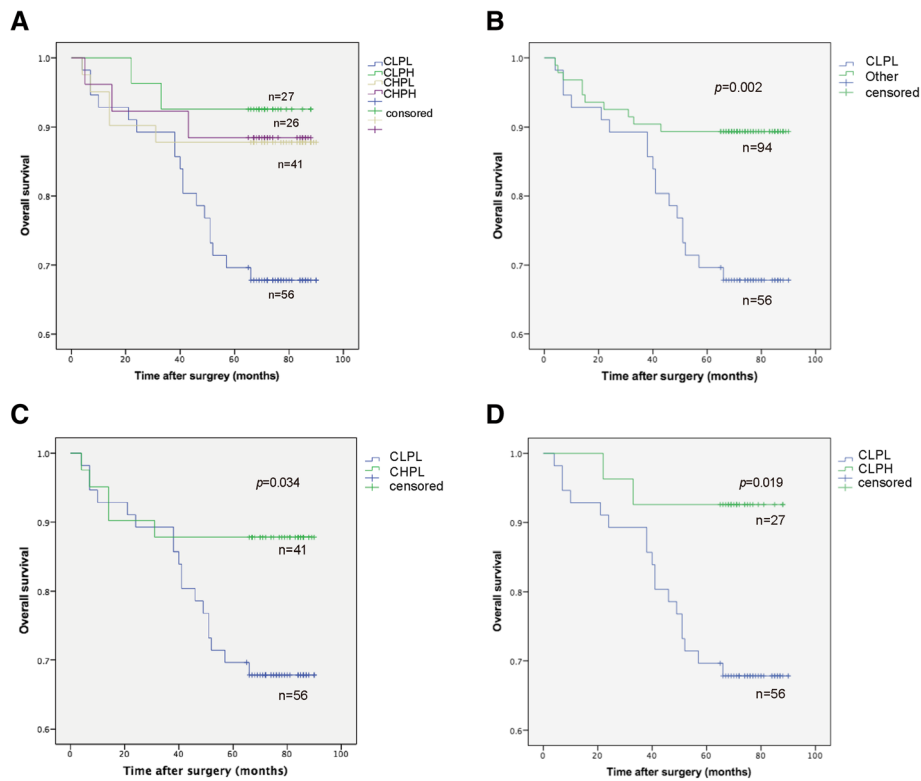 A
CLPL
CLPH
CHPL
CHPH
censored
n=27
n=26
n=41
n=56
Overall survival
1.0
0.9
0.8
0.7
0.6
0 20 40 60 80 100
Time after surgrey (months)
B
CLPL
Other
censored
p=0.002
n=94
n=56
Overall survival
1.0
0.9
0.8
0.7
0.6
0 20 40 60 80 100
Time after surgery (months)
C
CLPL
CHPL
censored
p=0.034
n=41
n=56
Overall survival
1.0
0.9
0.8
0.7
0.6
0 20 40 60 80 100
Time after surgery (months)
D
CLPL
CLPH
censored
p=0.019
n=27
n=56
Overall survival
1.0
0.9
0.8
0.7
0.6
0 20 40 60 80 100
Time after surgery (months)